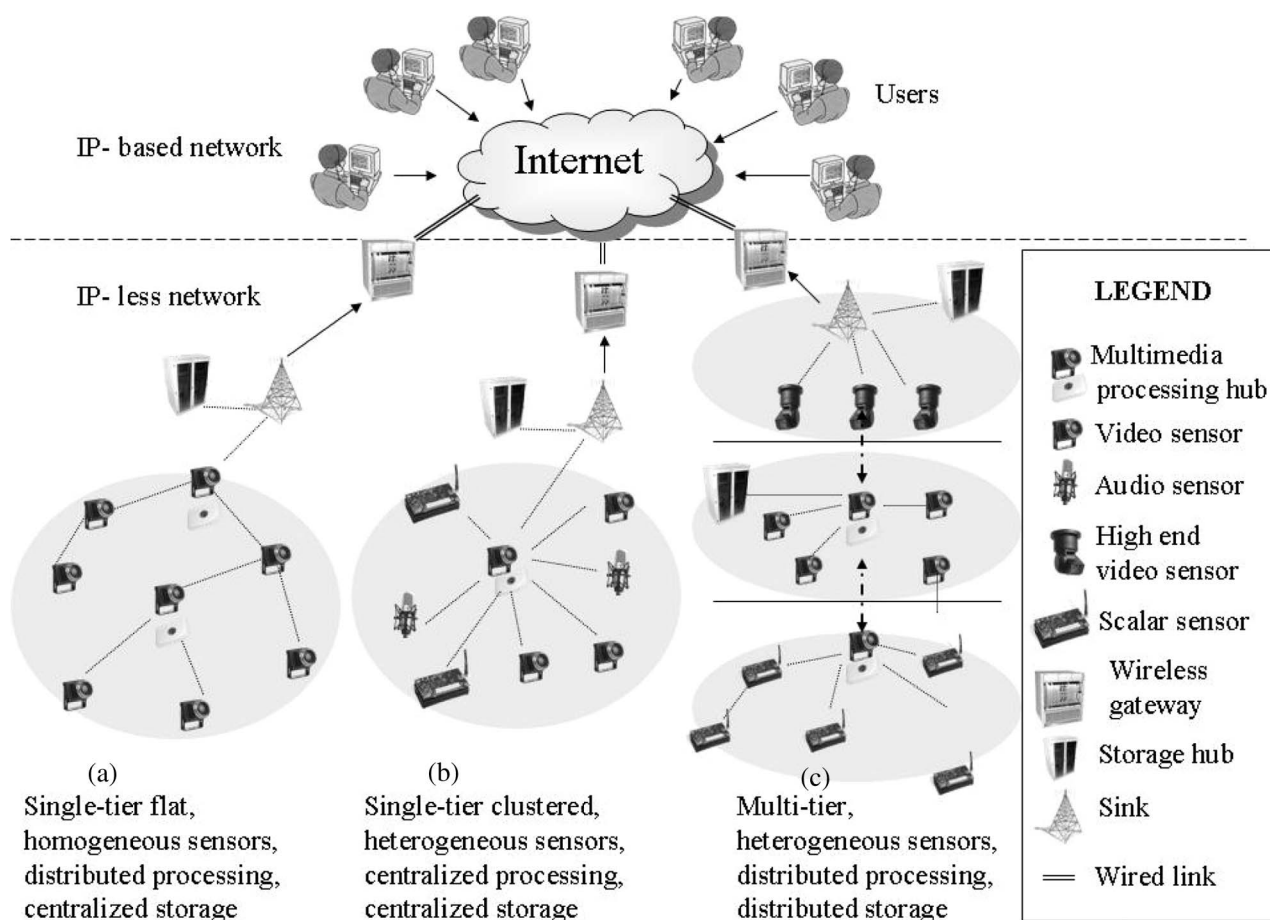 Users
IP- based network
Internet
IP- less network
LEGEND
Multimedia
processing hub
Video sensor
Audio sensor
High end
video sensor
Scalar sensor
Wireless
gateway
Storage hub
Sink
Wired link
(a)
Single-tier flat,
homogeneous sensors,
distributed processing,
centralized storage
(b)
Single-tier clustered,
heterogeneous sensors,
centralized processing,
centralized storage
(c)
Multi-tier,
heterogeneous sensors,
distributed processing,
distributed storage